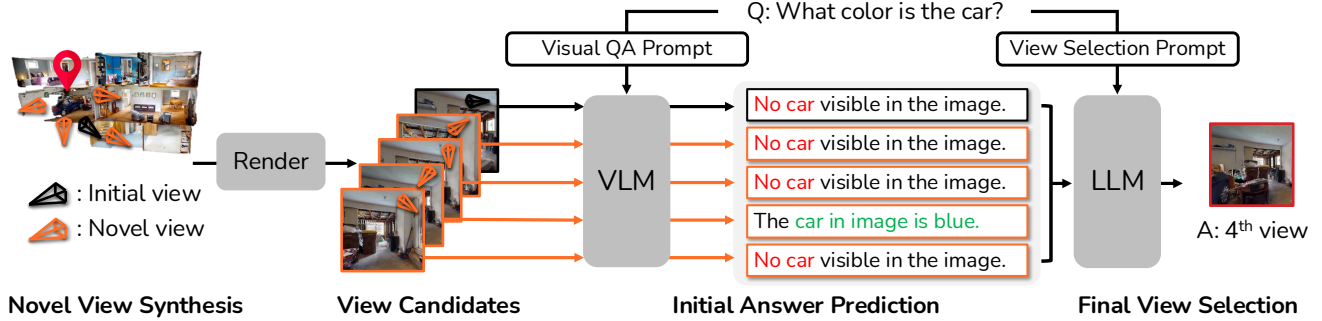 Q: What color is the car?
Visual QA Prompt
View Selection Prompt
Render
VLM
No car visible in the image.
No car visible in the image.
No car visible in the image.
The car in image is blue.
No car visible in the image.
LLM
: Initial view
: Novel view
A: 4th view
Novel View Synthesis
View Candidates
Initial Answer Prediction
Final View Selection